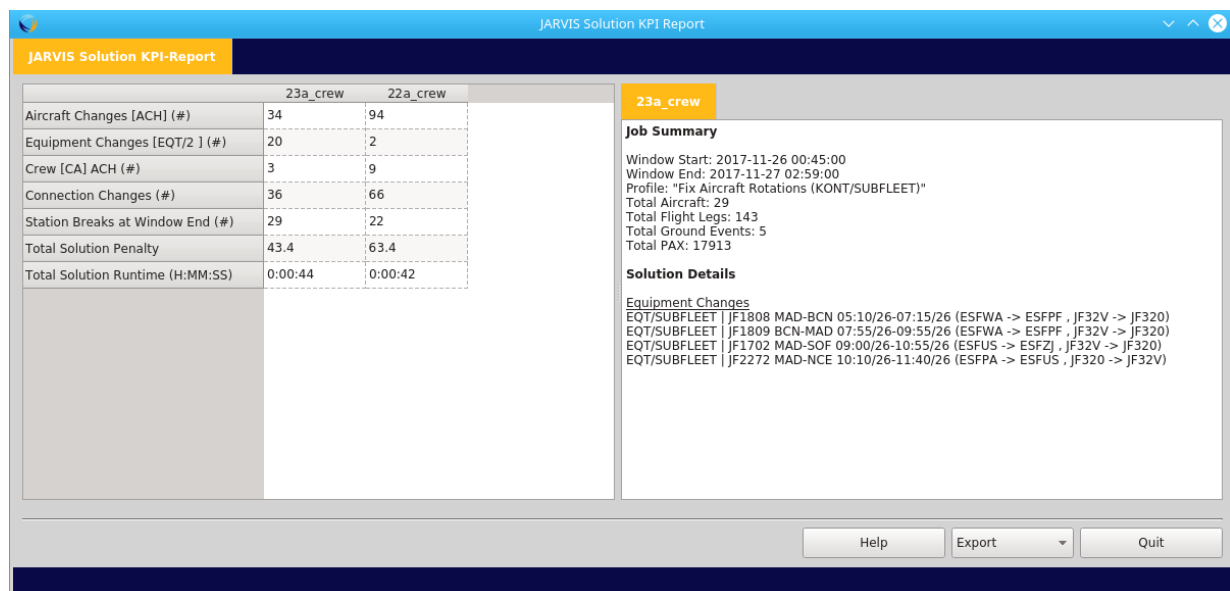 JARVIS Solution KPI Report
JARVIS Solution KPI-Report
23a_crew 22a_crew
Aircraft Changes [ACH] (#) 34 94
Equipment Changes [EQT/2 ] (#) 20 2
Crew [CA] ACH (#) 3 9
Connection Changes (#) 36 66
Station Breaks at Window End (#) 29 22
Total Solution Penalty 43.4 63.4
Total Solution Runtime (H:MM:SS) 0:00:44 0:00:42
23a_crew
Job Summary
Window Start: 2017-11-26 00:45:00
Window End: 2017-11-27 02:59:00
Profile: "Fix Aircraft Rotations (KONT/SUBFLEET)"
Total Aircraft: 29
Total Flight Legs: 143
Total Ground Events: 5
Total PAX: 17913
Solution Details
Equipment Changes
EQT/SUBFLEET | JF1808 MAD-BCN 05:10/26-07:15/26 (ESFWA -> ESFPF , JF32V -> JF320)
EQT/SUBFLEET | JF1809 BCN-MAD 07:55/26-09:55/26 (ESFWA -> ESFPF , JF32V -> JF320)
EQT/SUBFLEET | JF1702 MAD-SOF 09:00/26-10:55/26 (ESFUS -> ESFZJ , JF32V -> JF320)
EQT/SUBFLEET | JF2272 MAD-NCE 10:10/26-11:40/26 (ESFPA -> ESFUS , JF320 -> JF32V)
Help Export Quit